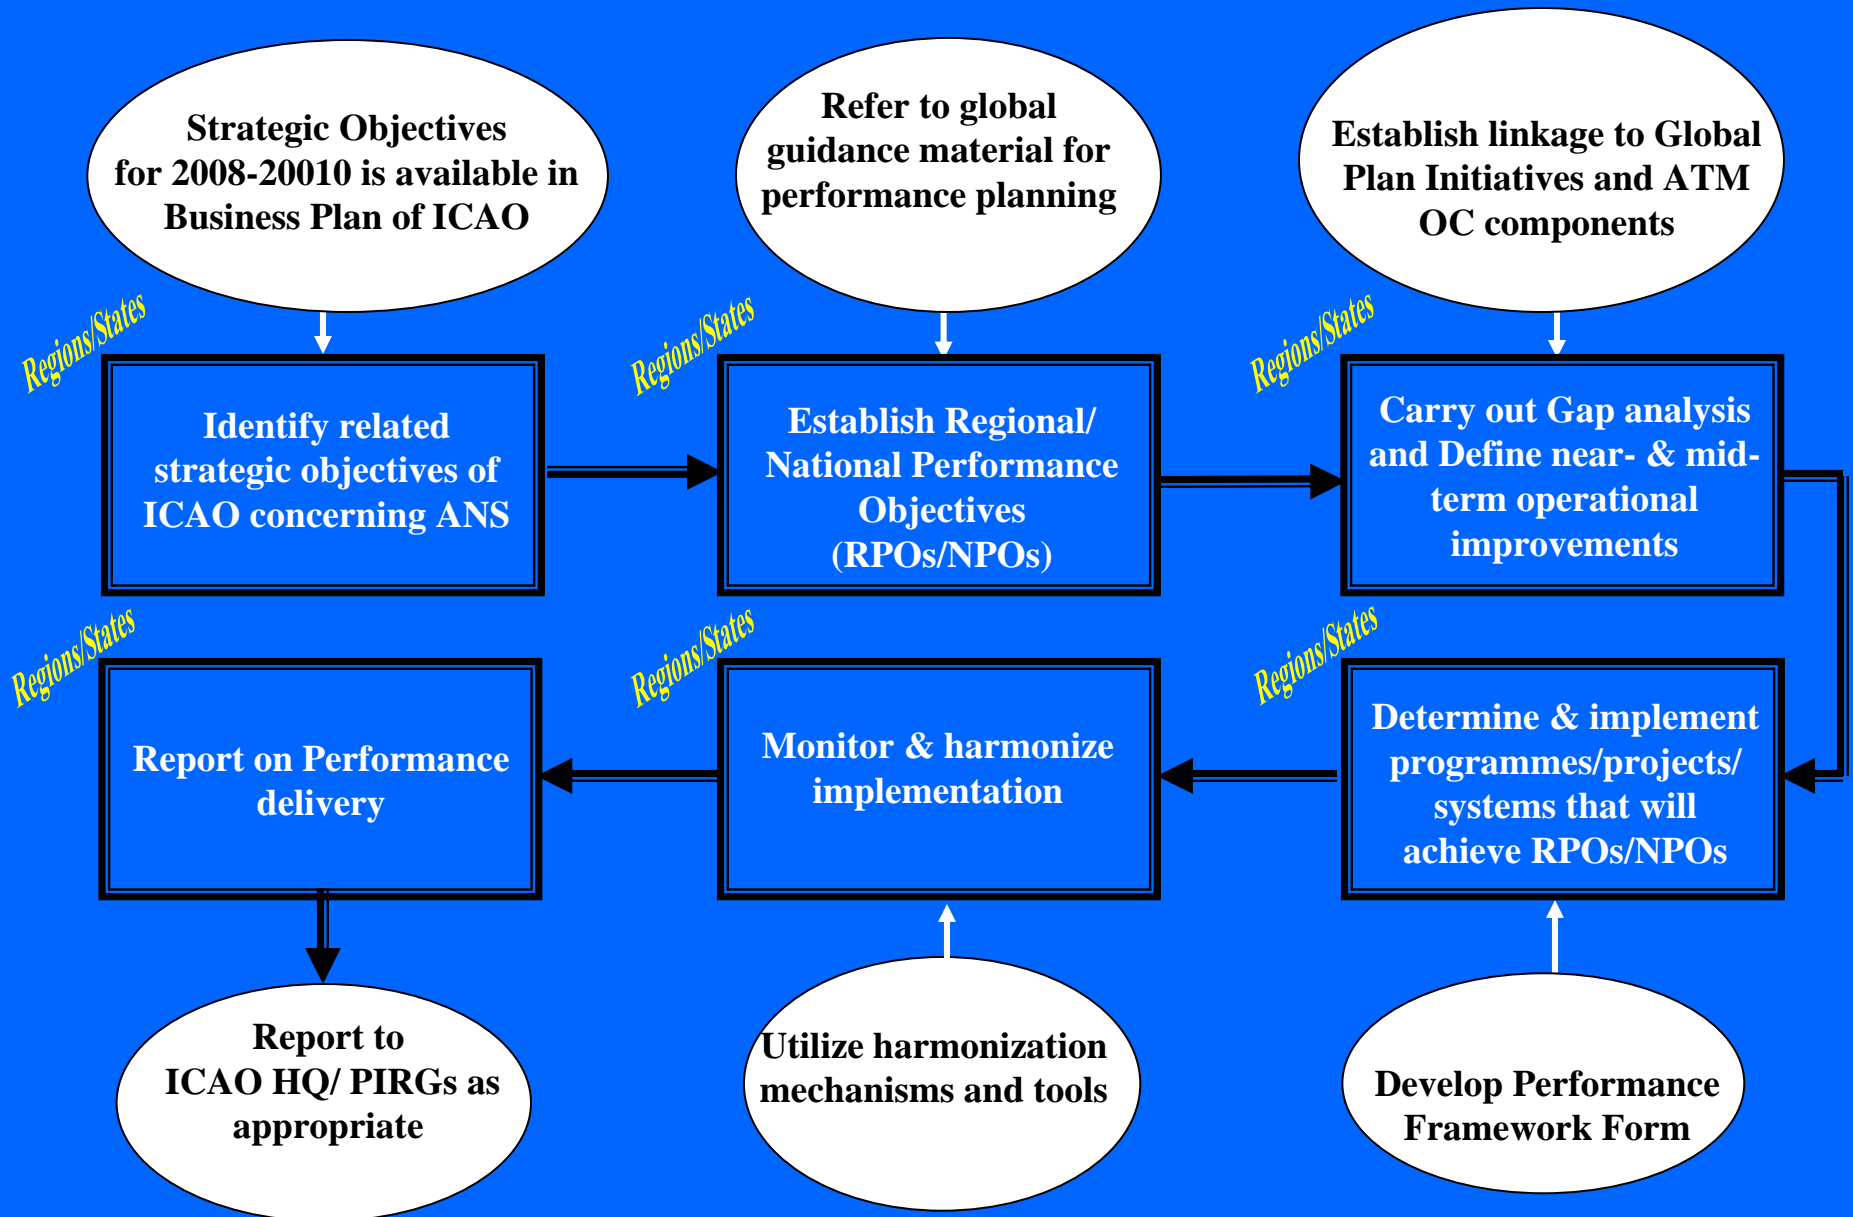 Strategic Objectives
for 2008-20010 is available in
Business Plan of ICAO
Refer to global
guidance material for
performance planning
Establish linkage to Global
Plan Initiatives and ATM
OC components
Regions/States
Identify related
strategic objectives of
ICAO concerning ANS
Regions/States
Establish Regional/
National Performance
Objectives
(RPOs/NPOs)
Regions/States
Carry out Gap analysis
and Define near- & mid-
term operational
improvements
Regions/States
Report on Performance
delivery
Regions/States
Monitor & harmonize
implementation
Regions/States
Determine & implement
programmes/projects/
systems that will
achieve RPOs/NPOs
Report to
ICAO HQ/ PIRGs as
appropriate
Utilize harmonization
mechanisms and tools
Develop Performance
Framework Form